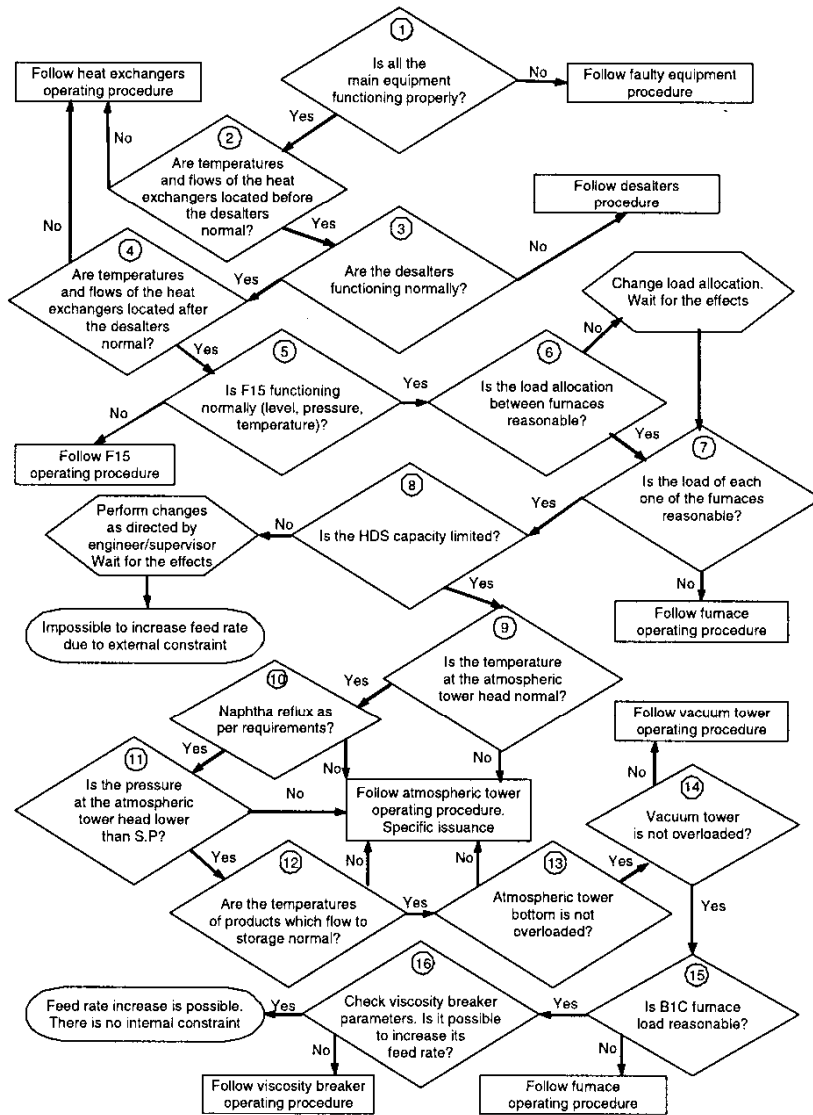 1
Is all the
main equipment
functioning properly?
No
Follow faulty equipment
procedure
Follow heat exchangers
operating procedure
Yes
2
No
Are temperatures
and flows of the heat
exchangers located before
the desalters
normal?
Yes
Follow desalters
procedure
No
3
Are the desalters
functioning normally?
No
Yes
4
Are temperatures
and flows of the heat
exchangers located after
the desalters
normal?
Yes
Change load allocation.
Wait for the effects
No
5
Is F15 functioning
normally (level, pressure,
temperature)?
Yes
6
Is the load allocation
between furnaces
reasonable?
No
Follow F15
operating procedure
Yes
7
Is the load of each
one of the furnaces
reasonable?
Yes
8
Is the HDS capacity limited?
No
Perform changes
as directed by
engineer/supervisor
Wait for the effects
No
Follow furnace
operating procedure
Yes
Impossible to increase feed rate
due to external constraint
9
Is the temperature
at the atmospheric
tower head normal?
Yes
10
Naphtha reflux as
per requirements?
Follow vacuum tower
operating procedure
Yes
No
No
11
Is the pressure
at the atmospheric
tower head lower
than S.P?
No
Follow atmospheric tower
operating procedure.
Specific issuance
No
14
Vacuum tower
is not overloaded?
Yes
12
No
No
13
Yes
Are the temperatures
of products which flow to
storage normal?
Yes
Atmospheric tower
bottom is not
overloaded?
Yes
16
Check viscosity breaker
parameters. Is it possible
to increase its
feed rate?
15
Is B1C furnace
load reasonable?
Yes
Yes
Feed rate increase is possible.
There is no internal constraint
No
No
Follow viscosity breaker
operating procedure
Follow furnace
operating procedure